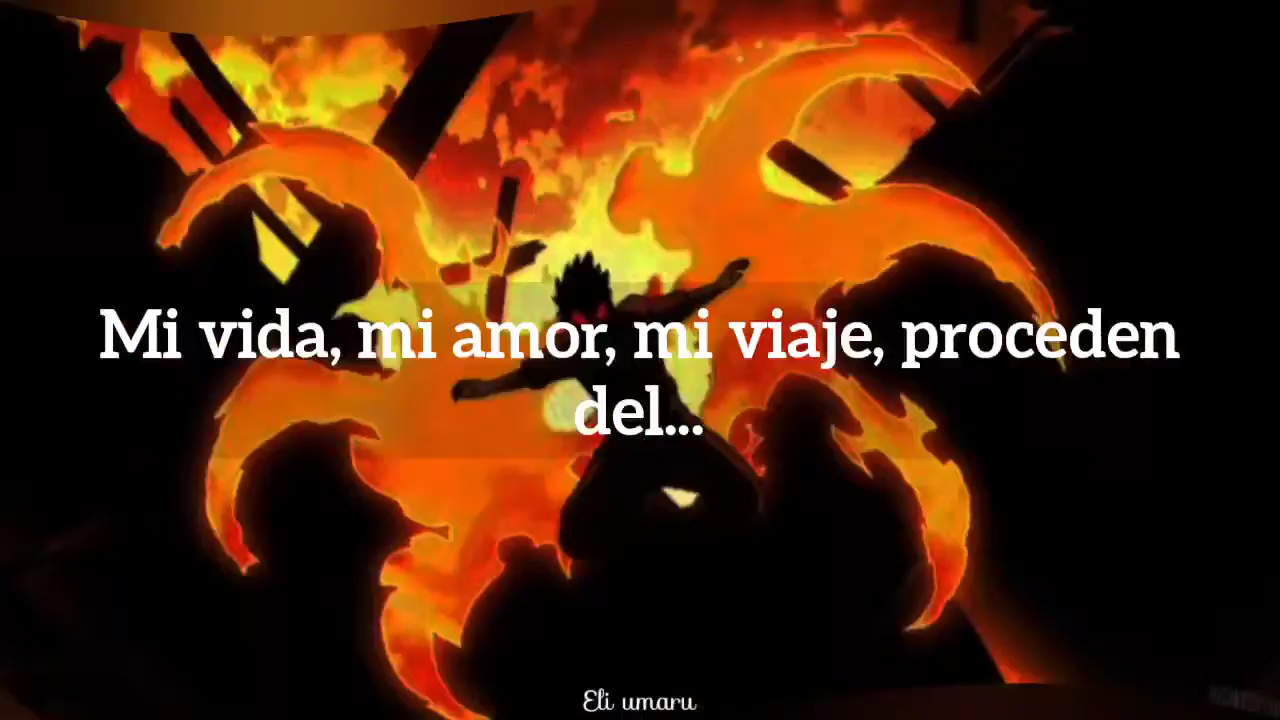 Mi vida, mi amor, mi viaje, proceden
del...
Eli umaru